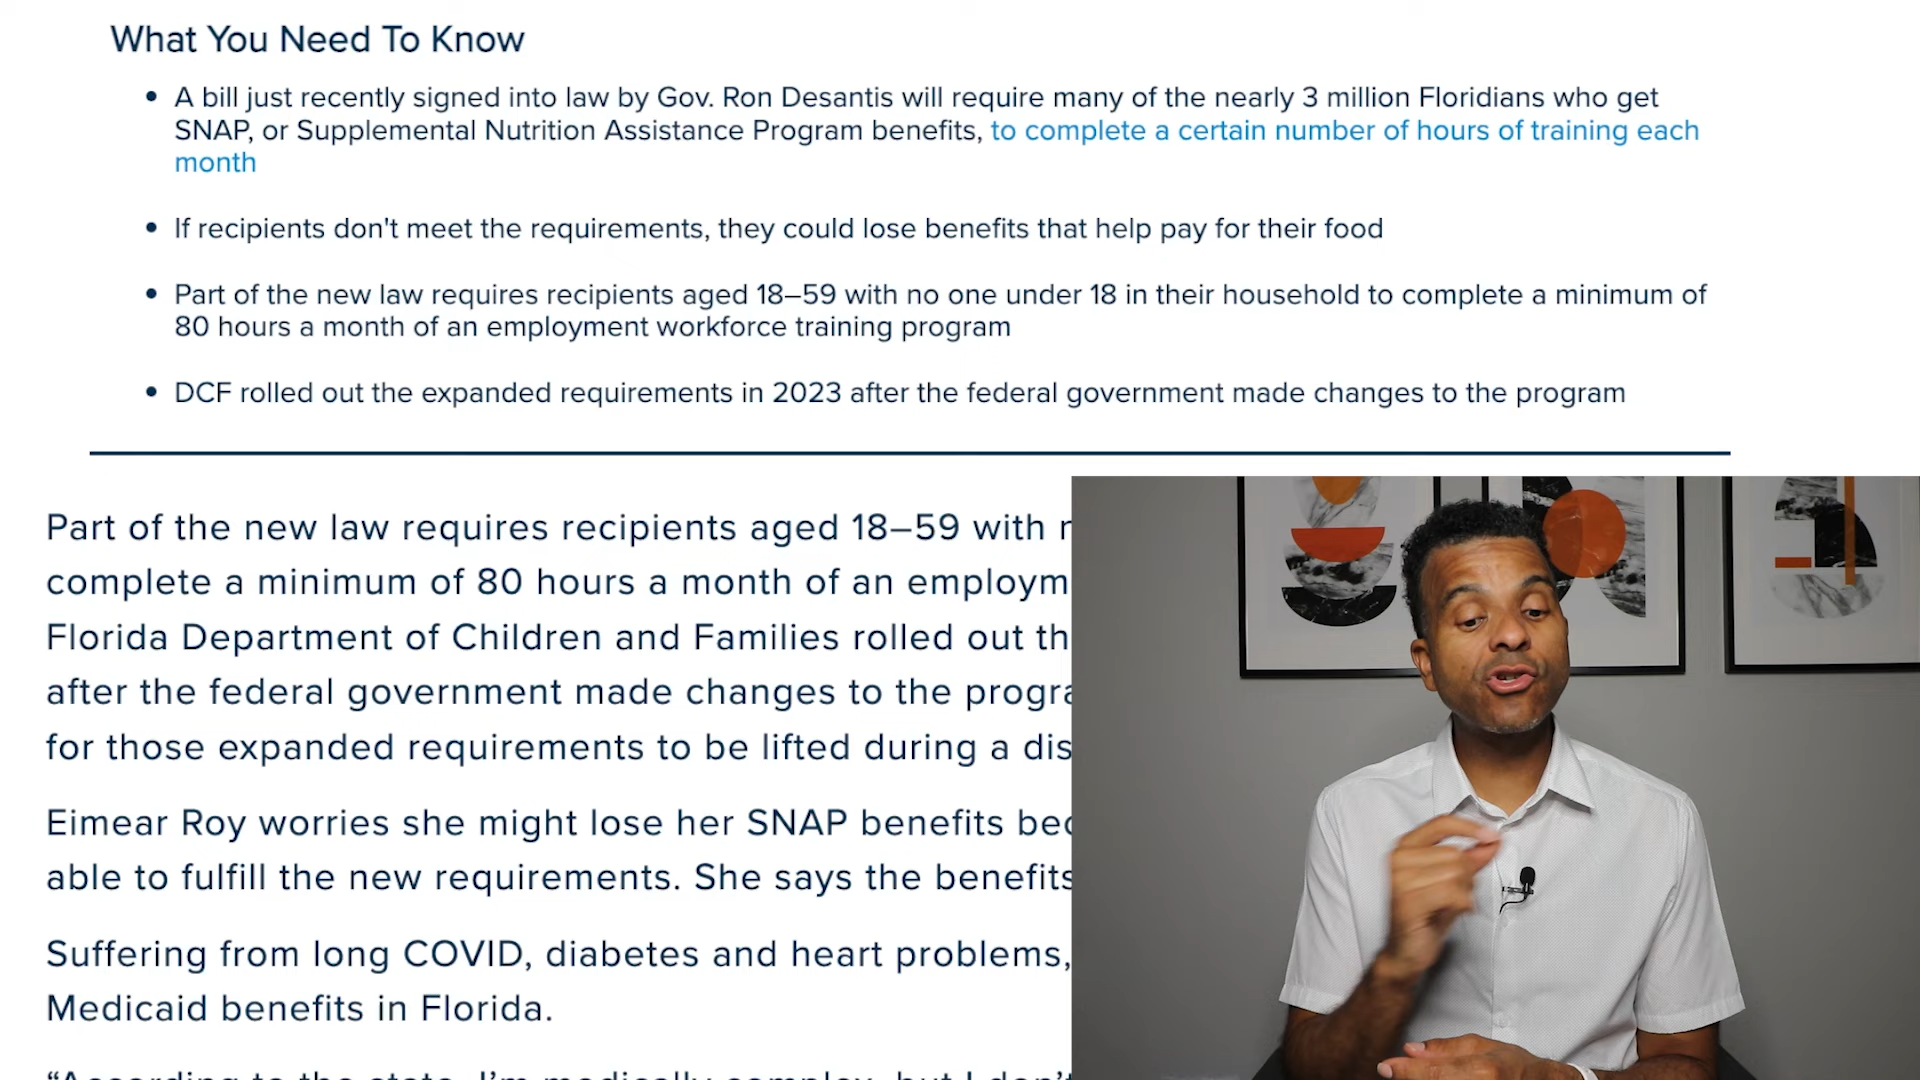 What You Need To Know
• A bill just recently signed into law by Gov. Ron Desantis will require many of the nearly 3 million Floridians who get
SNAP, or Supplemental Nutrition Assistance Program benefits, to complete a certain number of hours of training each
month
• If recipients don't meet the requirements, they could lose benefits that help pay for their food
• Part of the new law requires recipients aged 18–59 with no one under 18 in their household to complete a minimum of
80 hours a month of an employment workforce training program
• DCF rolled out the expanded requirements in 2023 after the federal government made changes to the program
Part of the new law requires recipients aged 18–59 with
complete a minimum of 80 hours a month of an employm
Florida Department of Children and Families rolled out th
after the federal government made changes to the progra
for those expanded requirements to be lifted during a dis
Eimear Roy worries she might lose her SNAP benefits bec
able to fulfill the new requirements. She says the benefits
Suffering from long COVID, diabetes and heart problems,
Medicaid benefits in Florida.
“According to the state, I’m medically complex, but I don’t